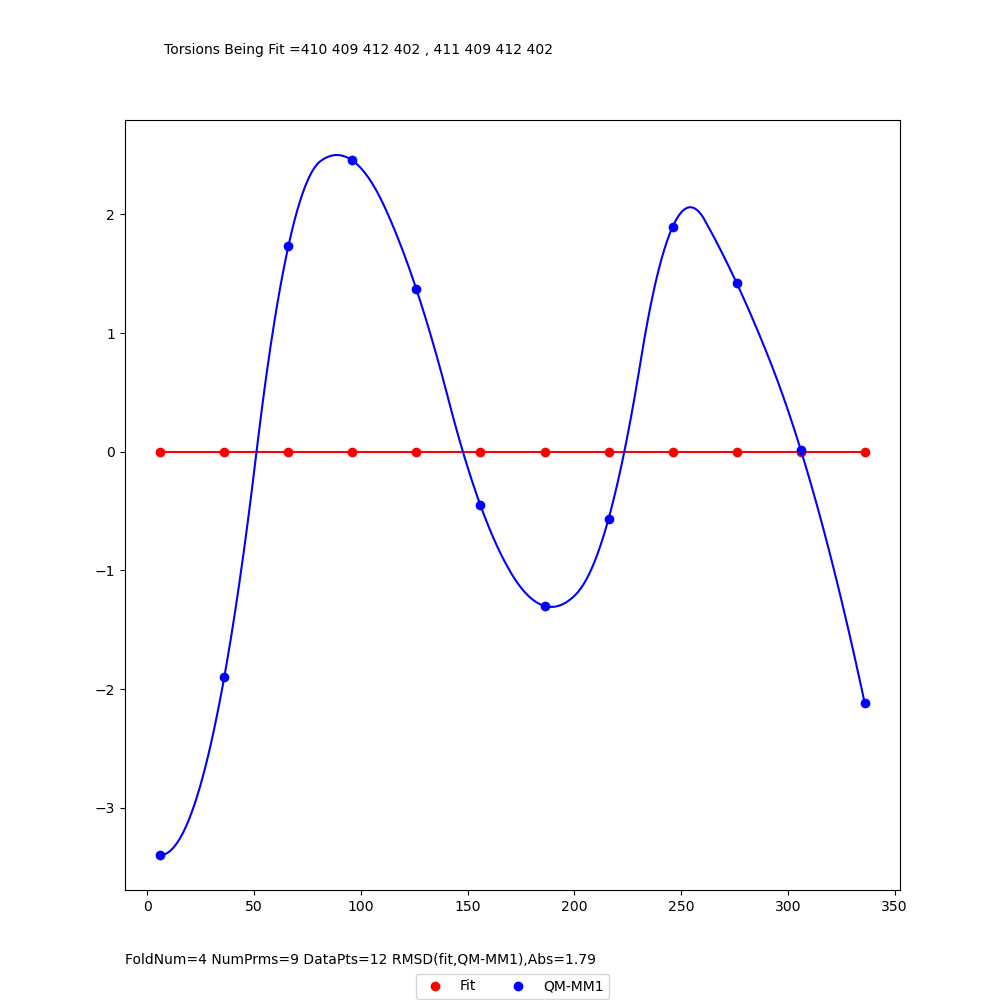 Torsions Being Fit =410 409 412 402 , 411 409 412 402
2
1
0
−1
−2
−3
0 50 100 150 200 250 300 350
FoldNum=4 NumPrms=9 DataPts=12 RMSD(fit,QM-MM1),Abs=1.79
Fit QM-MM1